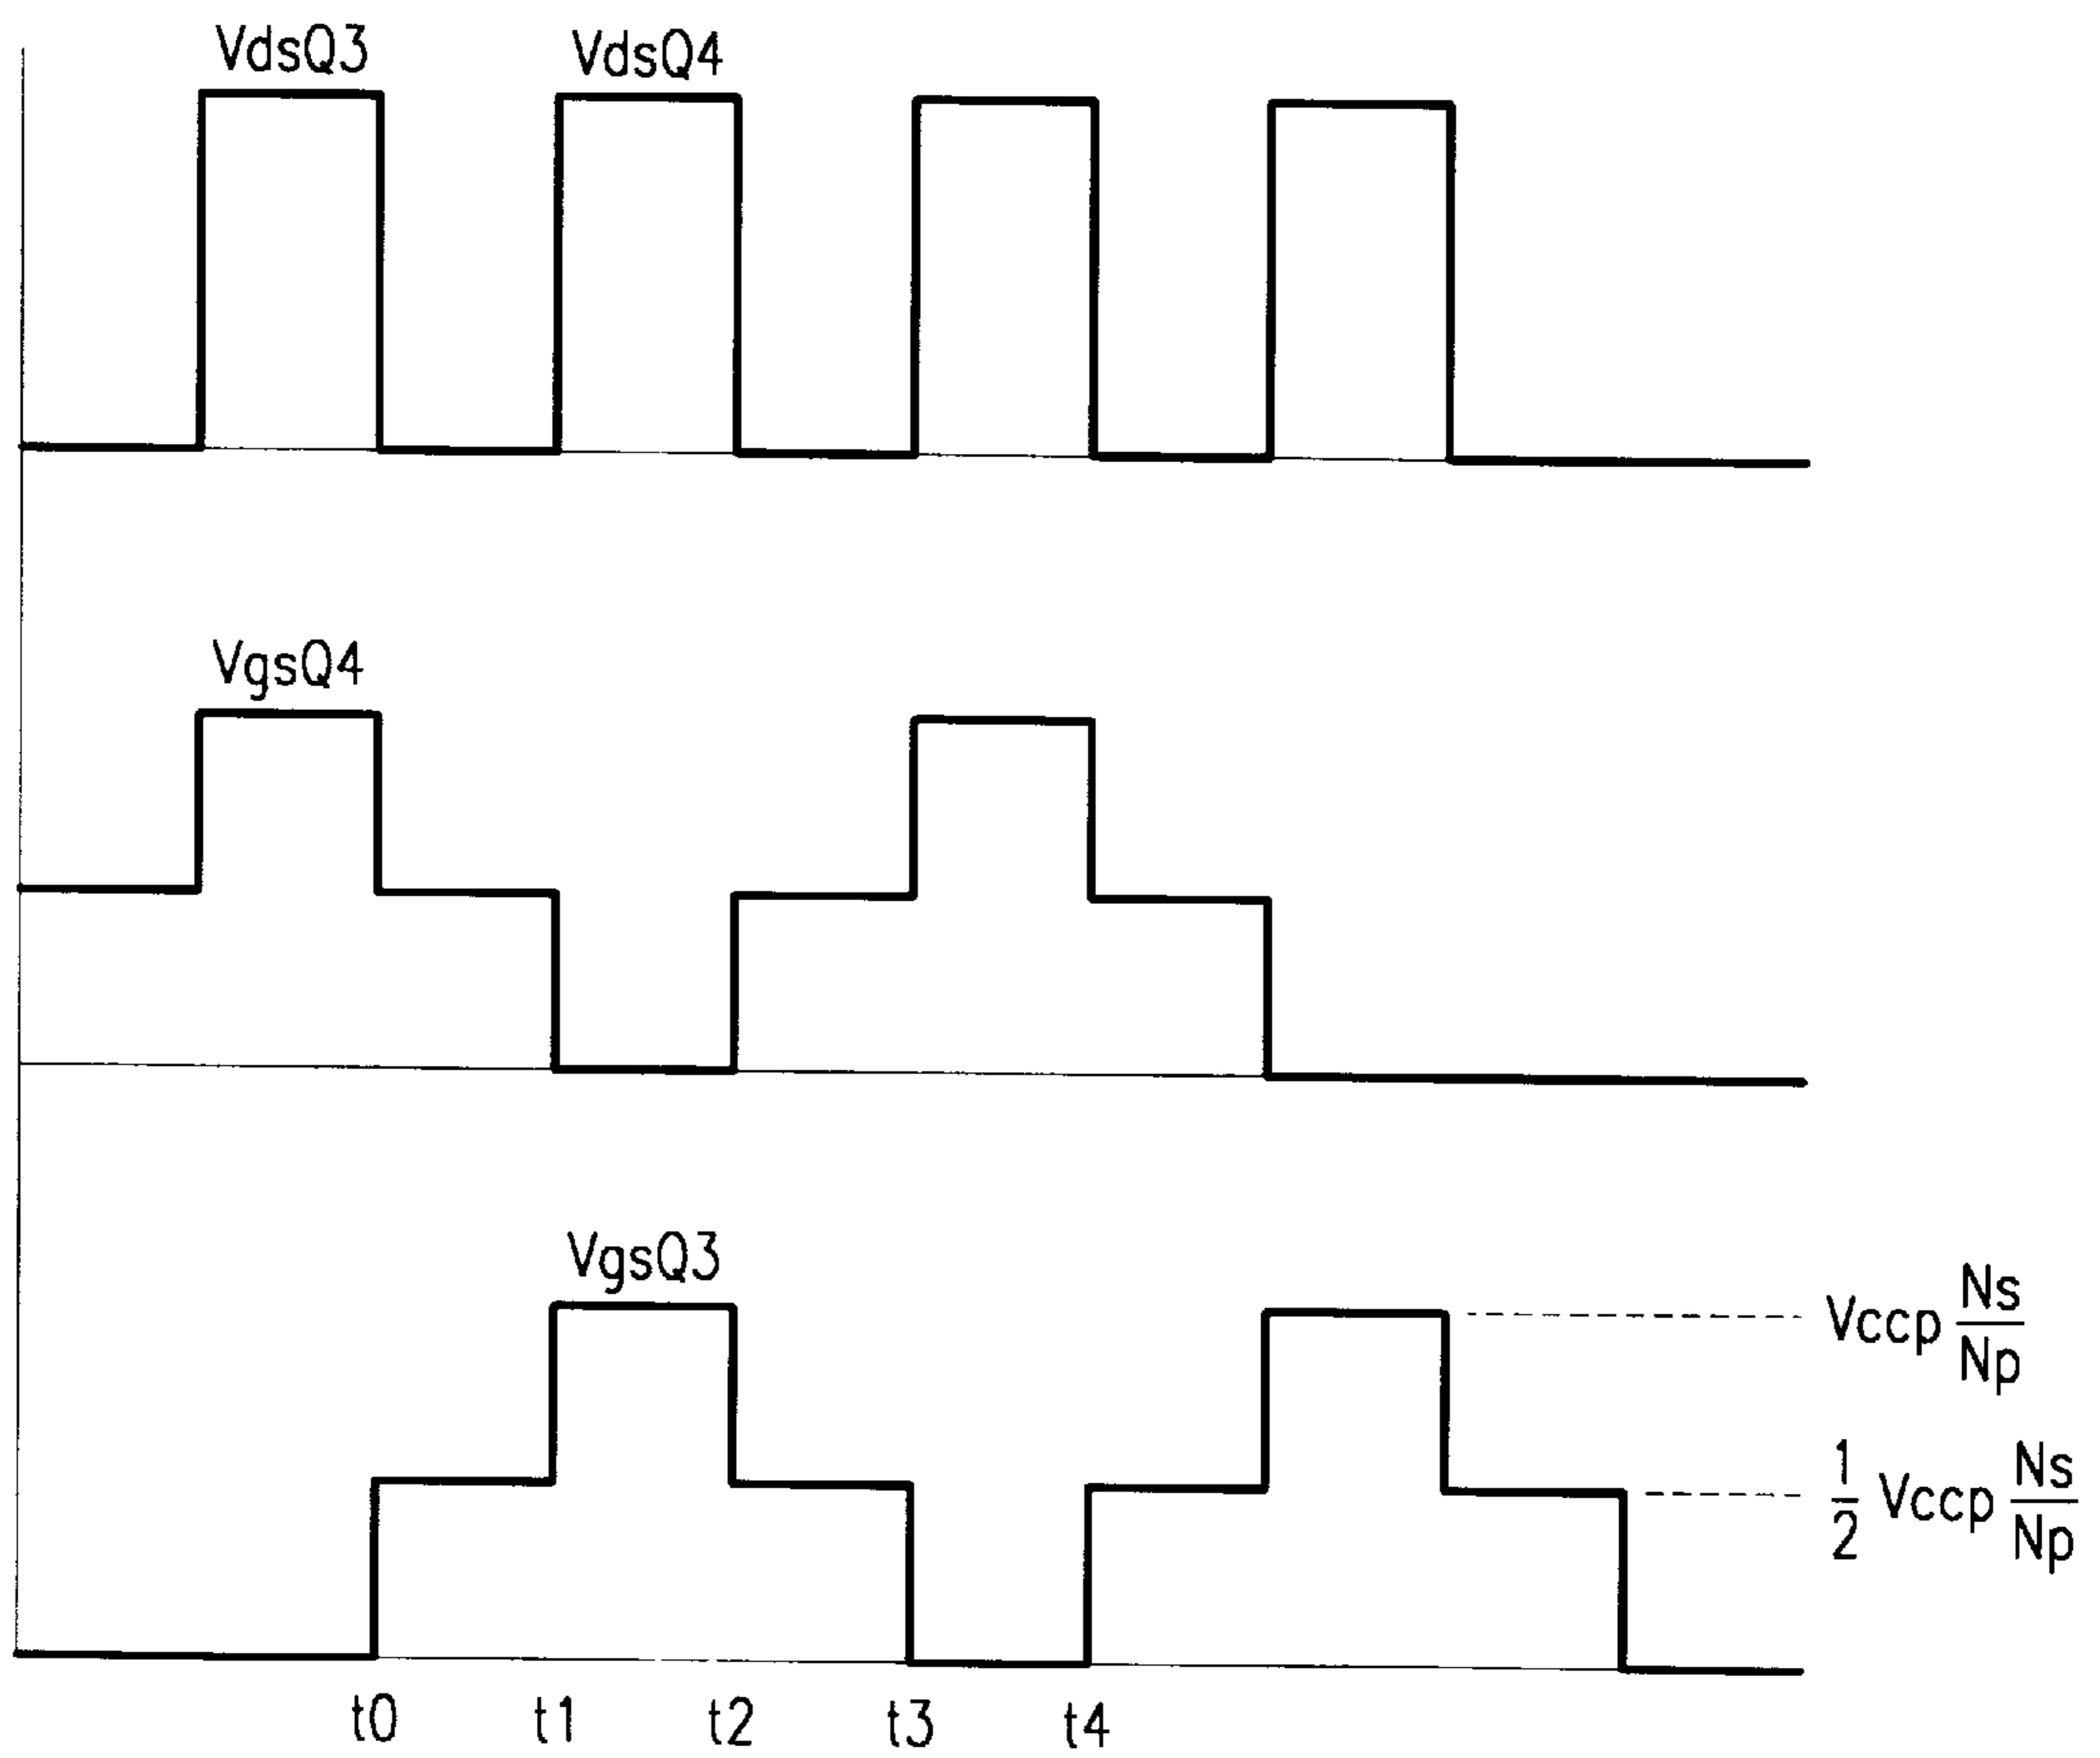 VdsQ3 VdsQ4
VgsQ4
VgsQ3
Vccp Ns/Np
1/2 Vccp Ns/Np
t0 t1 t2 t3 t4